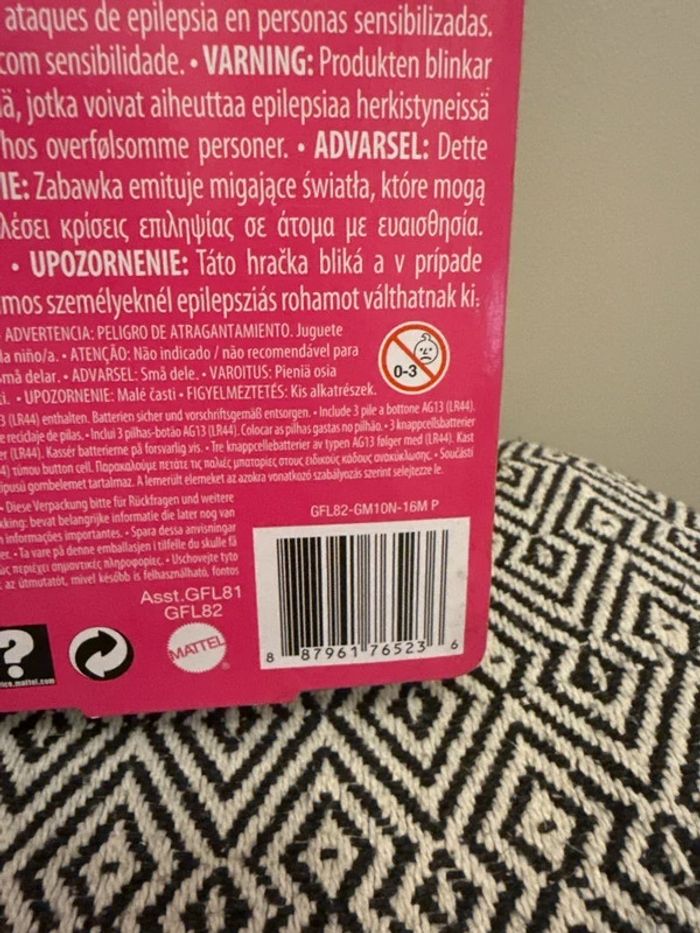 ataques de epilepsia en personas sensibilizadas.
com sensibilidade. • VARNING: Produkten blinkar
ä, jotka voivat aiheuttaa epilepsiaa herkistyneissä
hos overfølsomme personer. • ADVARSEL: Dette
IE: Zabawka emituje migające światła, które mogą
λέσει κρίσεις επιληψίας σε άτομα με ευαισθησία.
• UPOZORNENIE: Táto hračka bliká a v prípade
mos személyeknél epilepsziás rohamot válthatnak ki.
ADVERTENCIA: PELIGRO DE ATRAGANTAMIENTO. Juguete
la niño/a. • ATENÇÃO: Não indicado / não recomendável para
små delar. • ADVARSEL: Små dele. • VAROITUS: Pieniä osia
• UPOZORNENIE: Malé časti • FIGYELMEZTETÉS: Kis alkatrészek.
0-3
(LR44) enthalten. Batterien sicher und vorschriftsgemäß entsorgen. • Include 3 pile a bottone AG13 (LR44).
e recidaje de pilas. • Inclui 3 pilhas-botão AG13 (LR44). Colocar as pilhas gastas no pilhão. • 3 knappcellsbatterier
er (LR44). Kassér batterierne på forsvarlig vis. • Tre knappcellebatterier av typen AG13 følger med (LR44). Kast
τύπου button cell. Παρακαλούμε πετάτε τις παλιές μπαταρίες στους ειδικούς κάδους ανακύκλωσης. • Součástí
típusú gombelemet tartalmaz. A lemerült elemeket az azokra vonatkozó szabályozás szerint selejtezze le.
- Diese Verpackung bitte für Rückfragen und weitere
king: bevat belangrijke informatie die later nog van
informações importantes. • Spara dessa anvisningar
er. • Ta vare på denne emballasjen i tilfelle du skulle få
ώς περιέχει σημαντικές πληροφορίες. • Uschovejte tyto
az útmutatót, mivel később is felhasználható, fontos
GFL82-GM10N-16M P
Asst.GFL81
GFL82
?
MATTEL
®
8 87961 76523 6
.mattel.com